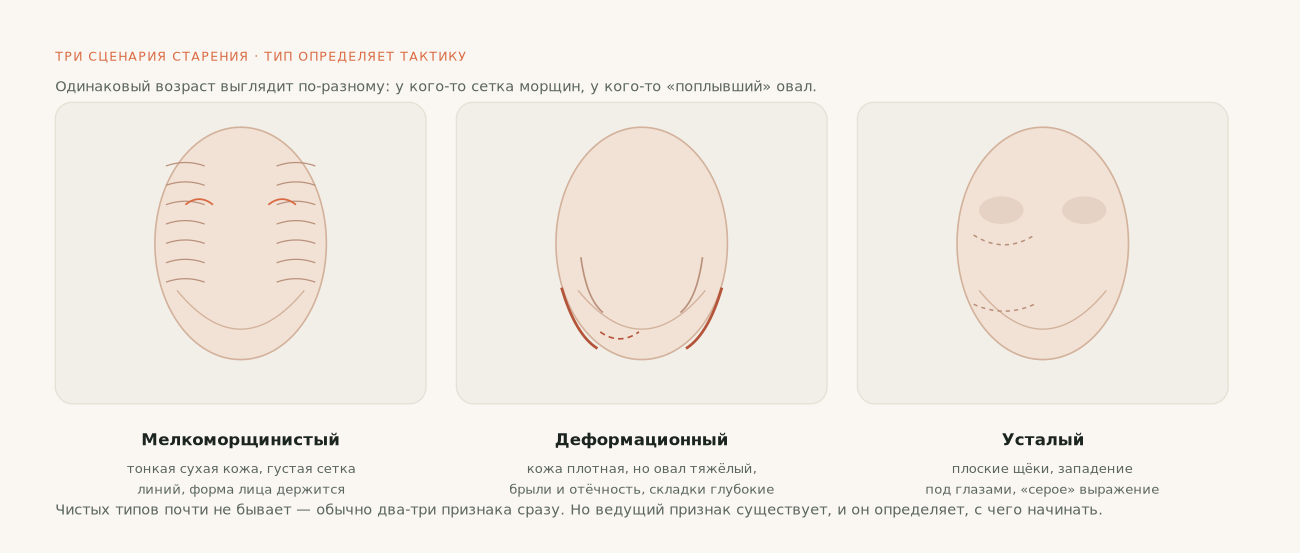 ТРИ СЦЕНАРИЯ СТАРЕНИЯ · ТИП ОПРЕДЕЛЯЕТ ТАКТИКУ
Одинаковый возраст выглядит по-разному: у кого-то сетка морщин, у кого-то «поплывший» овал.
Мелкоморщинистый
тонкая сухая кожа, густая сетка
линий, форма лица держится
Деформационный
кожа плотная, но овал тяжёлый,
брыли и отёчность, складки глубокие
Усталый
плоские щёки, западение
под глазами, «серое» выражение
Чистых типов почти не бывает — обычно два-три признака сразу. Но ведущий признак существует, и он определяет, с чего начинать.